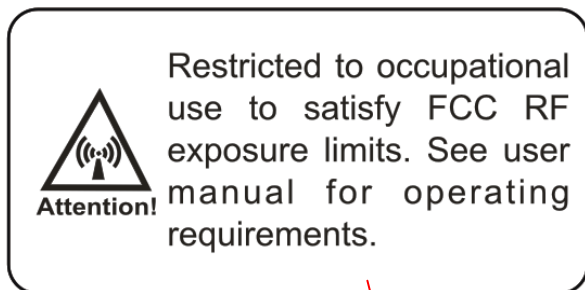 Restricted to occupational
use to satisfy FCC RF
exposure limits. See user
manual for operating
requirements.
Attention!